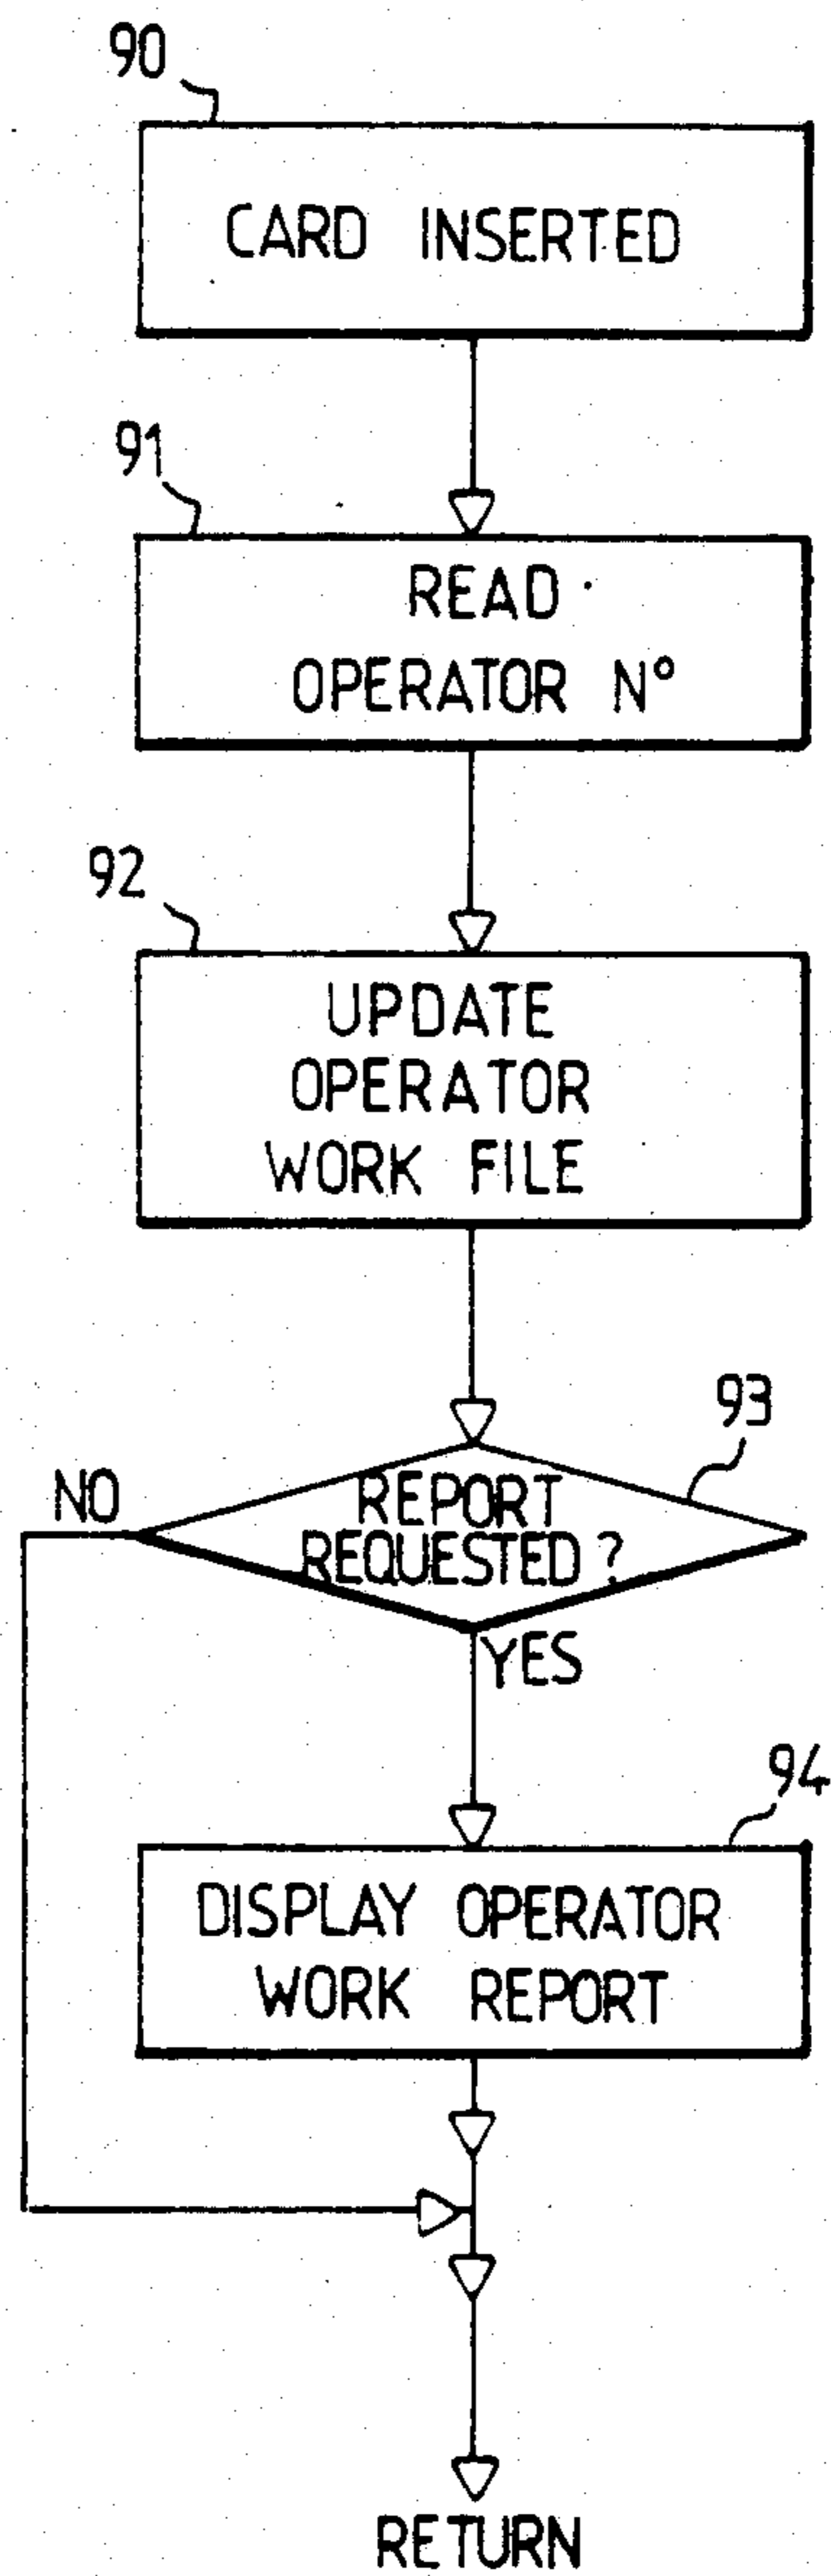 90
CARD INSERTED
91
READ
OPERATOR Nº
92
UPDATE
OPERATOR
WORK FILE
93
NO
REPORT
REQUESTED?
YES
94
DISPLAY OPERATOR
WORK REPORT
RETURN